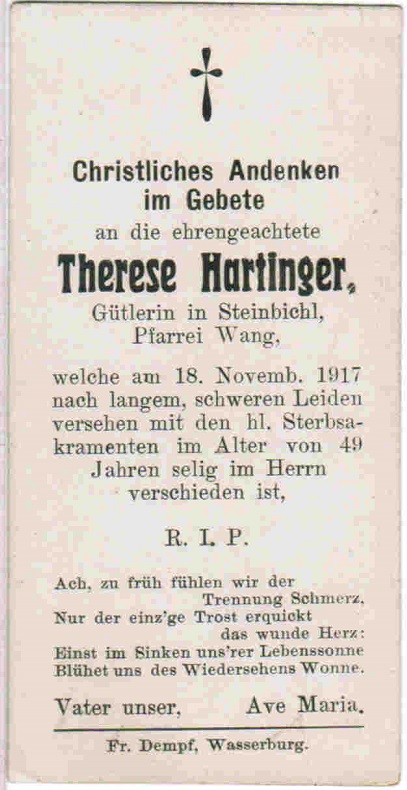 Christliches Andenken
im Gebete
an die ehrengeachtete
Therese Hartinger,
Gütlerin in Steinbichl,
Pfarrei Wang,
welche am 18. Novemb. 1917
nach langem, schweren Leiden
versehen mit den hl. Sterbsa-
kramenten im Alter von 49
Jahren selig im Herrn
verschieden ist,
R. I. P.
Ach, zu früh fühlen wir der
Trennung Schmerz,
Nur der einz'ge Trost erquickt
das wunde Herz:
Einst im Sinken uns'rer Lebenssonne
Blühet uns des Wiedersehens Wonne.
Vater unser. Ave Maria.
Fr. Dempf, Wasserburg.